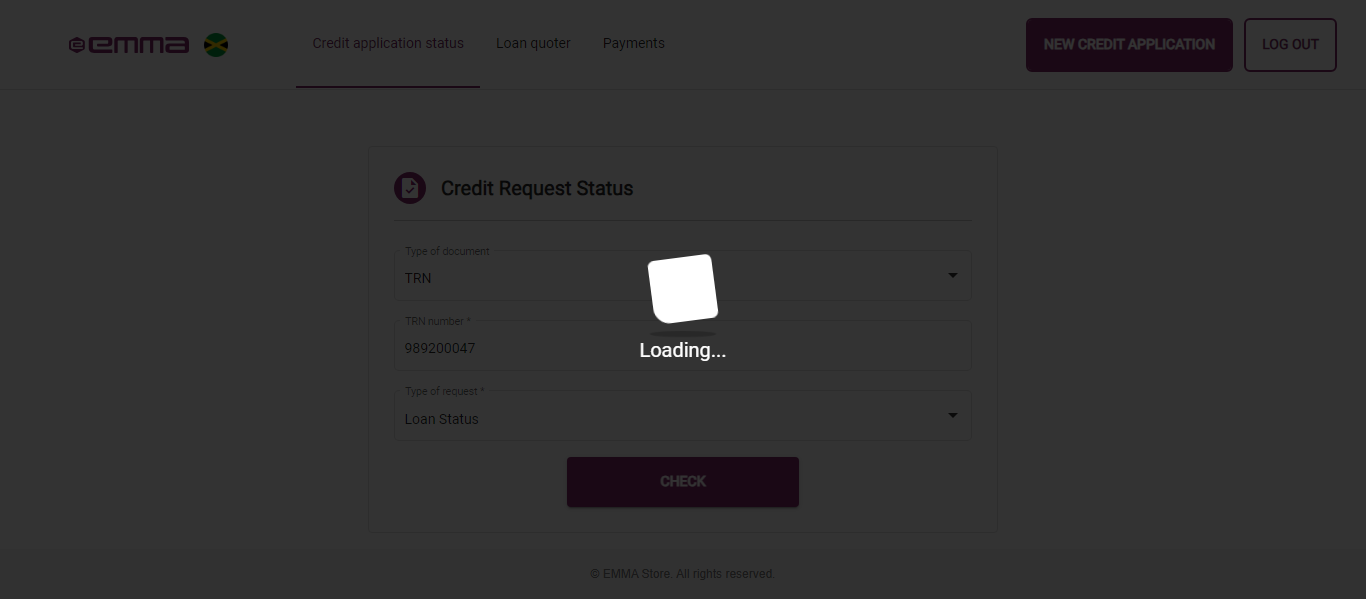 emma
Credit application status
Loan quoter
Payments
NEW CREDIT APPLICATION
LOG OUT
Credit Request Status
Type of document
TRN
TRN number *
989200047
Type of request *
Loan Status
Loading...
CHECK
© EMMA Store. All rights reserved.